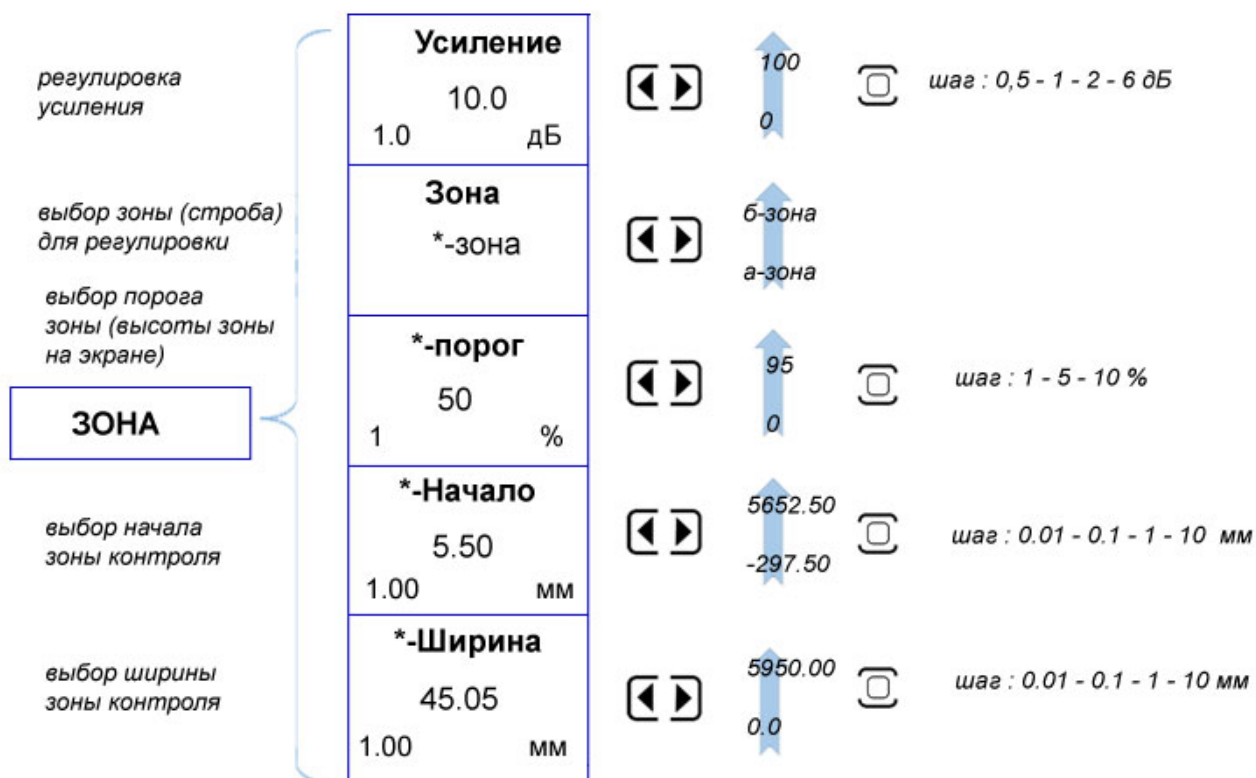 регулировка
усиления
Усиление
10.0
1.0 дБ
100
0
шаг : 0,5 - 1 - 2 - 6 дБ
выбор зоны (строба)
для регулировки
Зона
*-зона
б-зона
а-зона
выбор порога
зоны (высоты зоны
на экране)
*-порог
50
1 %
95
0
шаг : 1 - 5 - 10 %
ЗОНА
выбор начала
зоны контроля
*-Начало
5.50
1.00 мм
5652.50
-297.50
шаг : 0.01 - 0.1 - 1 - 10 мм
выбор ширины
зоны контроля
*-Ширина
45.05
1.00 мм
5950.00
0.0
шаг : 0.01 - 0.1 - 1 - 10 мм